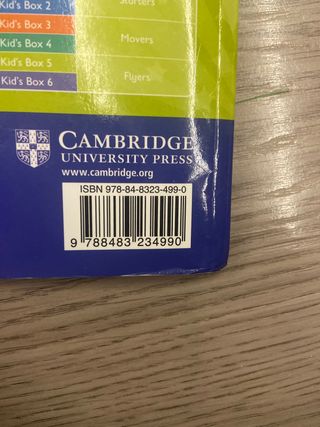 Kid's Box 2 Starters
Kid's Box 3
Kid's Box 4 Movers
Kid's Box 5
Kid's Box 6 Flyers
CAMBRIDGE
UNIVERSITY PRESS
www.cambridge.org
ISBN 978-84-8323-499-0
9 788483 234990